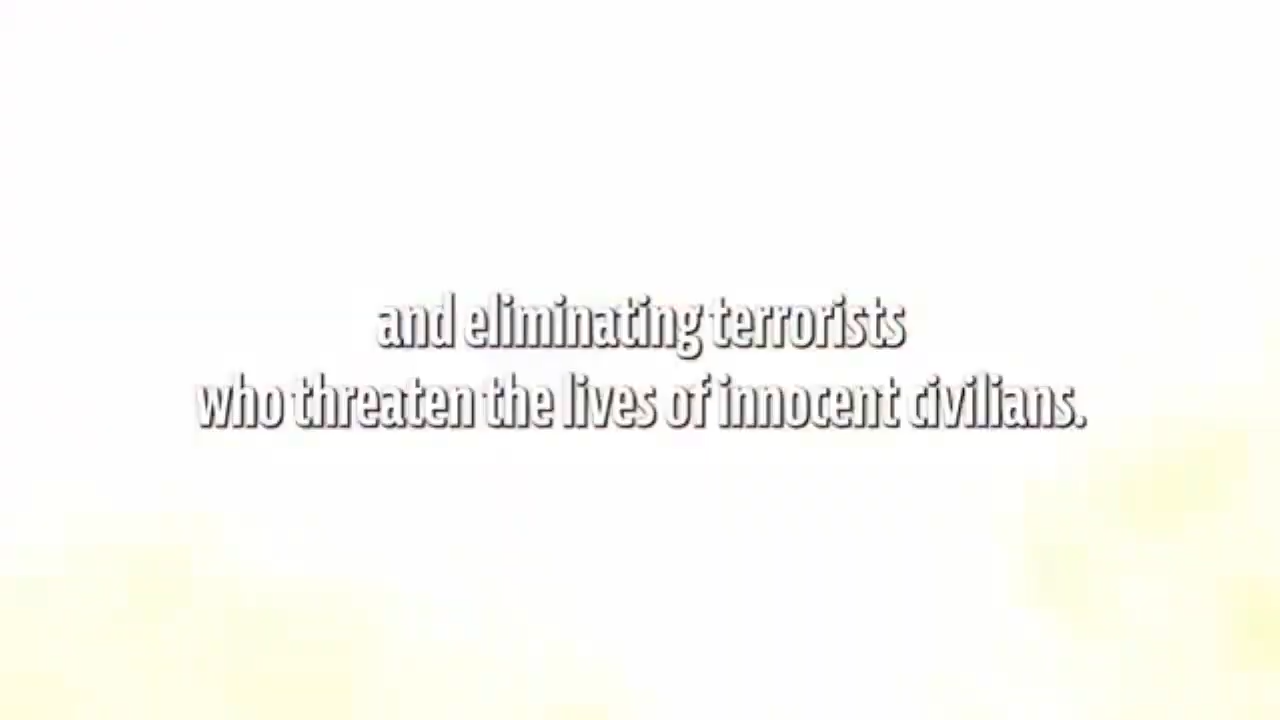 and eliminating terrorists
who threaten the lives of innocent civilians.